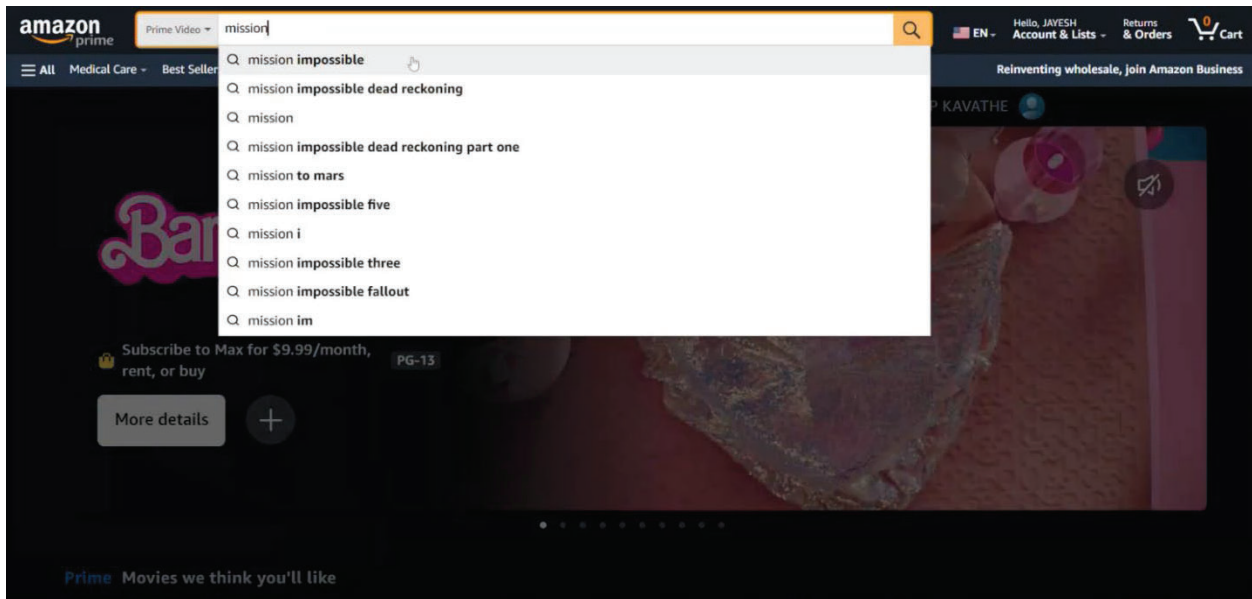 amazon prime
Prime Video
mission
EN
Hello, JAYESH
Account & Lists
Returns
& Orders
0
Cart
All
Medical Care
Best Seller
Reinventing wholesale, join Amazon Business
mission impossible
mission impossible dead reckoning
mission
mission impossible dead reckoning part one
mission to mars
mission impossible five
mission i
mission impossible three
mission impossible fallout
mission im
P KAVATHE
Bar
Subscribe to Max for $9.99/month,
rent, or buy
PG-13
More details
Prime Movies we think you'll like